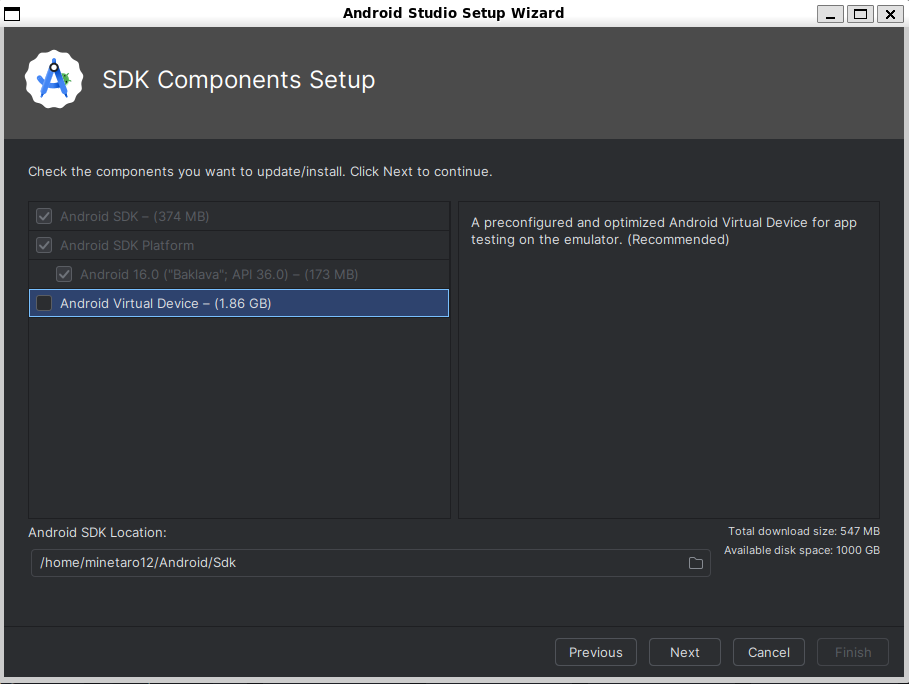 Android Studio Setup Wizard
SDK Components Setup
Check the components you want to update/install. Click Next to continue.
Android SDK – (374 MB)
Android SDK Platform
Android 16.0 ("Baklava"; API 36.0) – (173 MB)
Android Virtual Device – (1.86 GB)
A preconfigured and optimized Android Virtual Device for app
testing on the emulator. (Recommended)
Android SDK Location:
/home/minetaro12/Android/Sdk
Total download size: 547 MB
Available disk space: 1000 GB
Previous
Next
Cancel
Finish